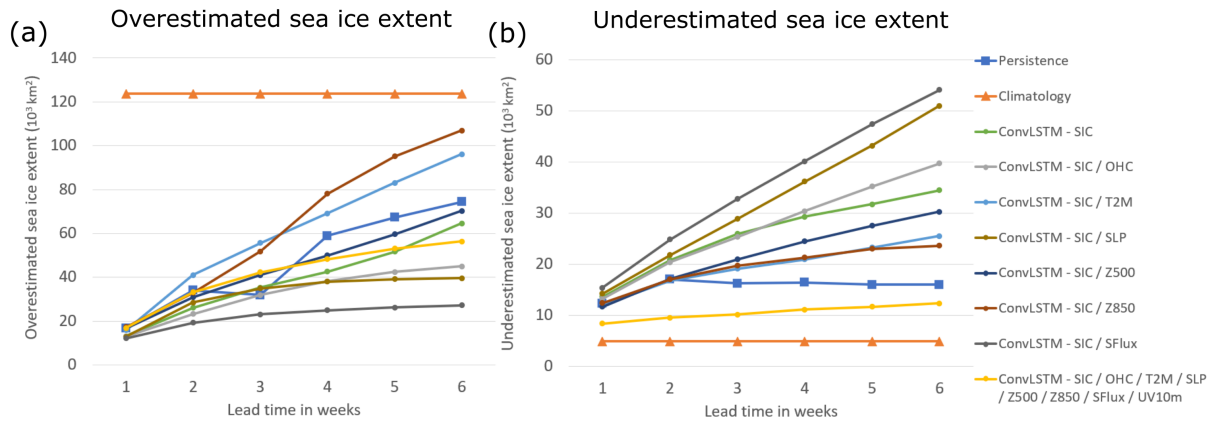 Overestimated sea ice extent
(a)
Overestimated sea ice extent (10³ km²)
140
120
100
80
60
40
20
0
1 2 3 4 5 6
Lead time in weeks
Underestimated sea ice extent
(b)
Underestimated sea ice extent (10³ km²)
60
50
40
30
20
10
0
1 2 3 4 5 6
Lead time in weeks
Persistence
Climatology
ConvLSTM - SIC
ConvLSTM - SIC / OHC
ConvLSTM - SIC / T2M
ConvLSTM - SIC / SLP
ConvLSTM - SIC / Z500
ConvLSTM - SIC / Z850
ConvLSTM - SIC / SFlux
ConvLSTM - SIC / OHC / T2M / SLP
/ Z500 / Z850 / SFlux / UV10m